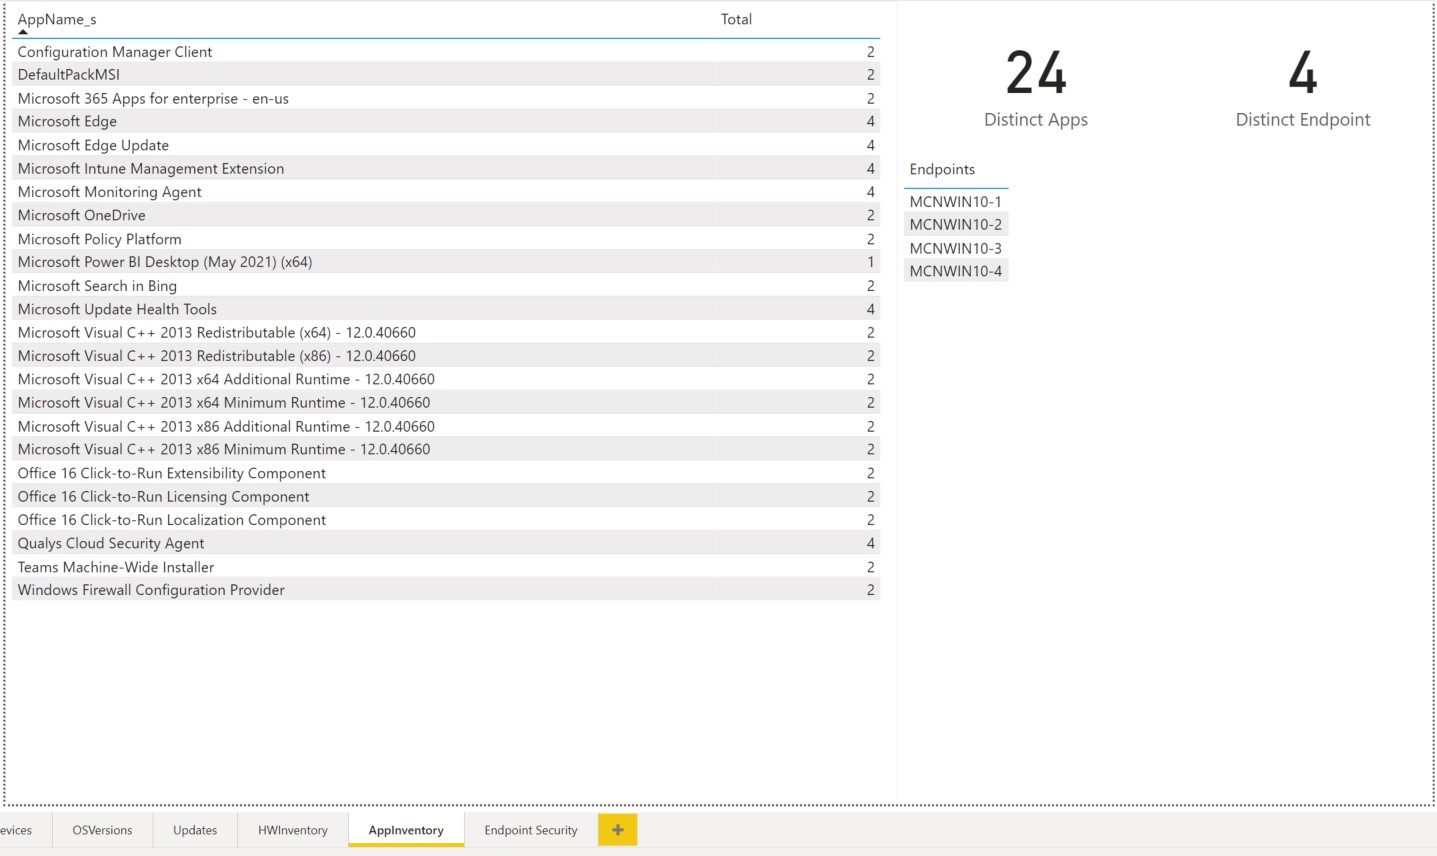 AppName_s Total
Configuration Manager Client 2
DefaultPackMSI 2
Microsoft 365 Apps for enterprise - en-us 2
Microsoft Edge 4
Microsoft Edge Update 4
Microsoft Intune Management Extension 4
Microsoft Monitoring Agent 4
Microsoft OneDrive 2
Microsoft Policy Platform 2
Microsoft Power BI Desktop (May 2021) (x64) 1
Microsoft Search in Bing 2
Microsoft Update Health Tools 4
Microsoft Visual C++ 2013 Redistributable (x64) - 12.0.40660 2
Microsoft Visual C++ 2013 Redistributable (x86) - 12.0.40660 2
Microsoft Visual C++ 2013 x64 Additional Runtime - 12.0.40660 2
Microsoft Visual C++ 2013 x64 Minimum Runtime - 12.0.40660 2
Microsoft Visual C++ 2013 x86 Additional Runtime - 12.0.40660 2
Microsoft Visual C++ 2013 x86 Minimum Runtime - 12.0.40660 2
Office 16 Click-to-Run Extensibility Component 2
Office 16 Click-to-Run Licensing Component 2
Office 16 Click-to-Run Localization Component 2
Qualys Cloud Security Agent 4
Teams Machine-Wide Installer 2
Windows Firewall Configuration Provider 2
24 4
Distinct Apps Distinct Endpoint
Endpoints
MCNWIN10-1
MCNWIN10-2
MCNWIN10-3
MCNWIN10-4
evices OSVersions Updates HWInventory AppInventory Endpoint Security +